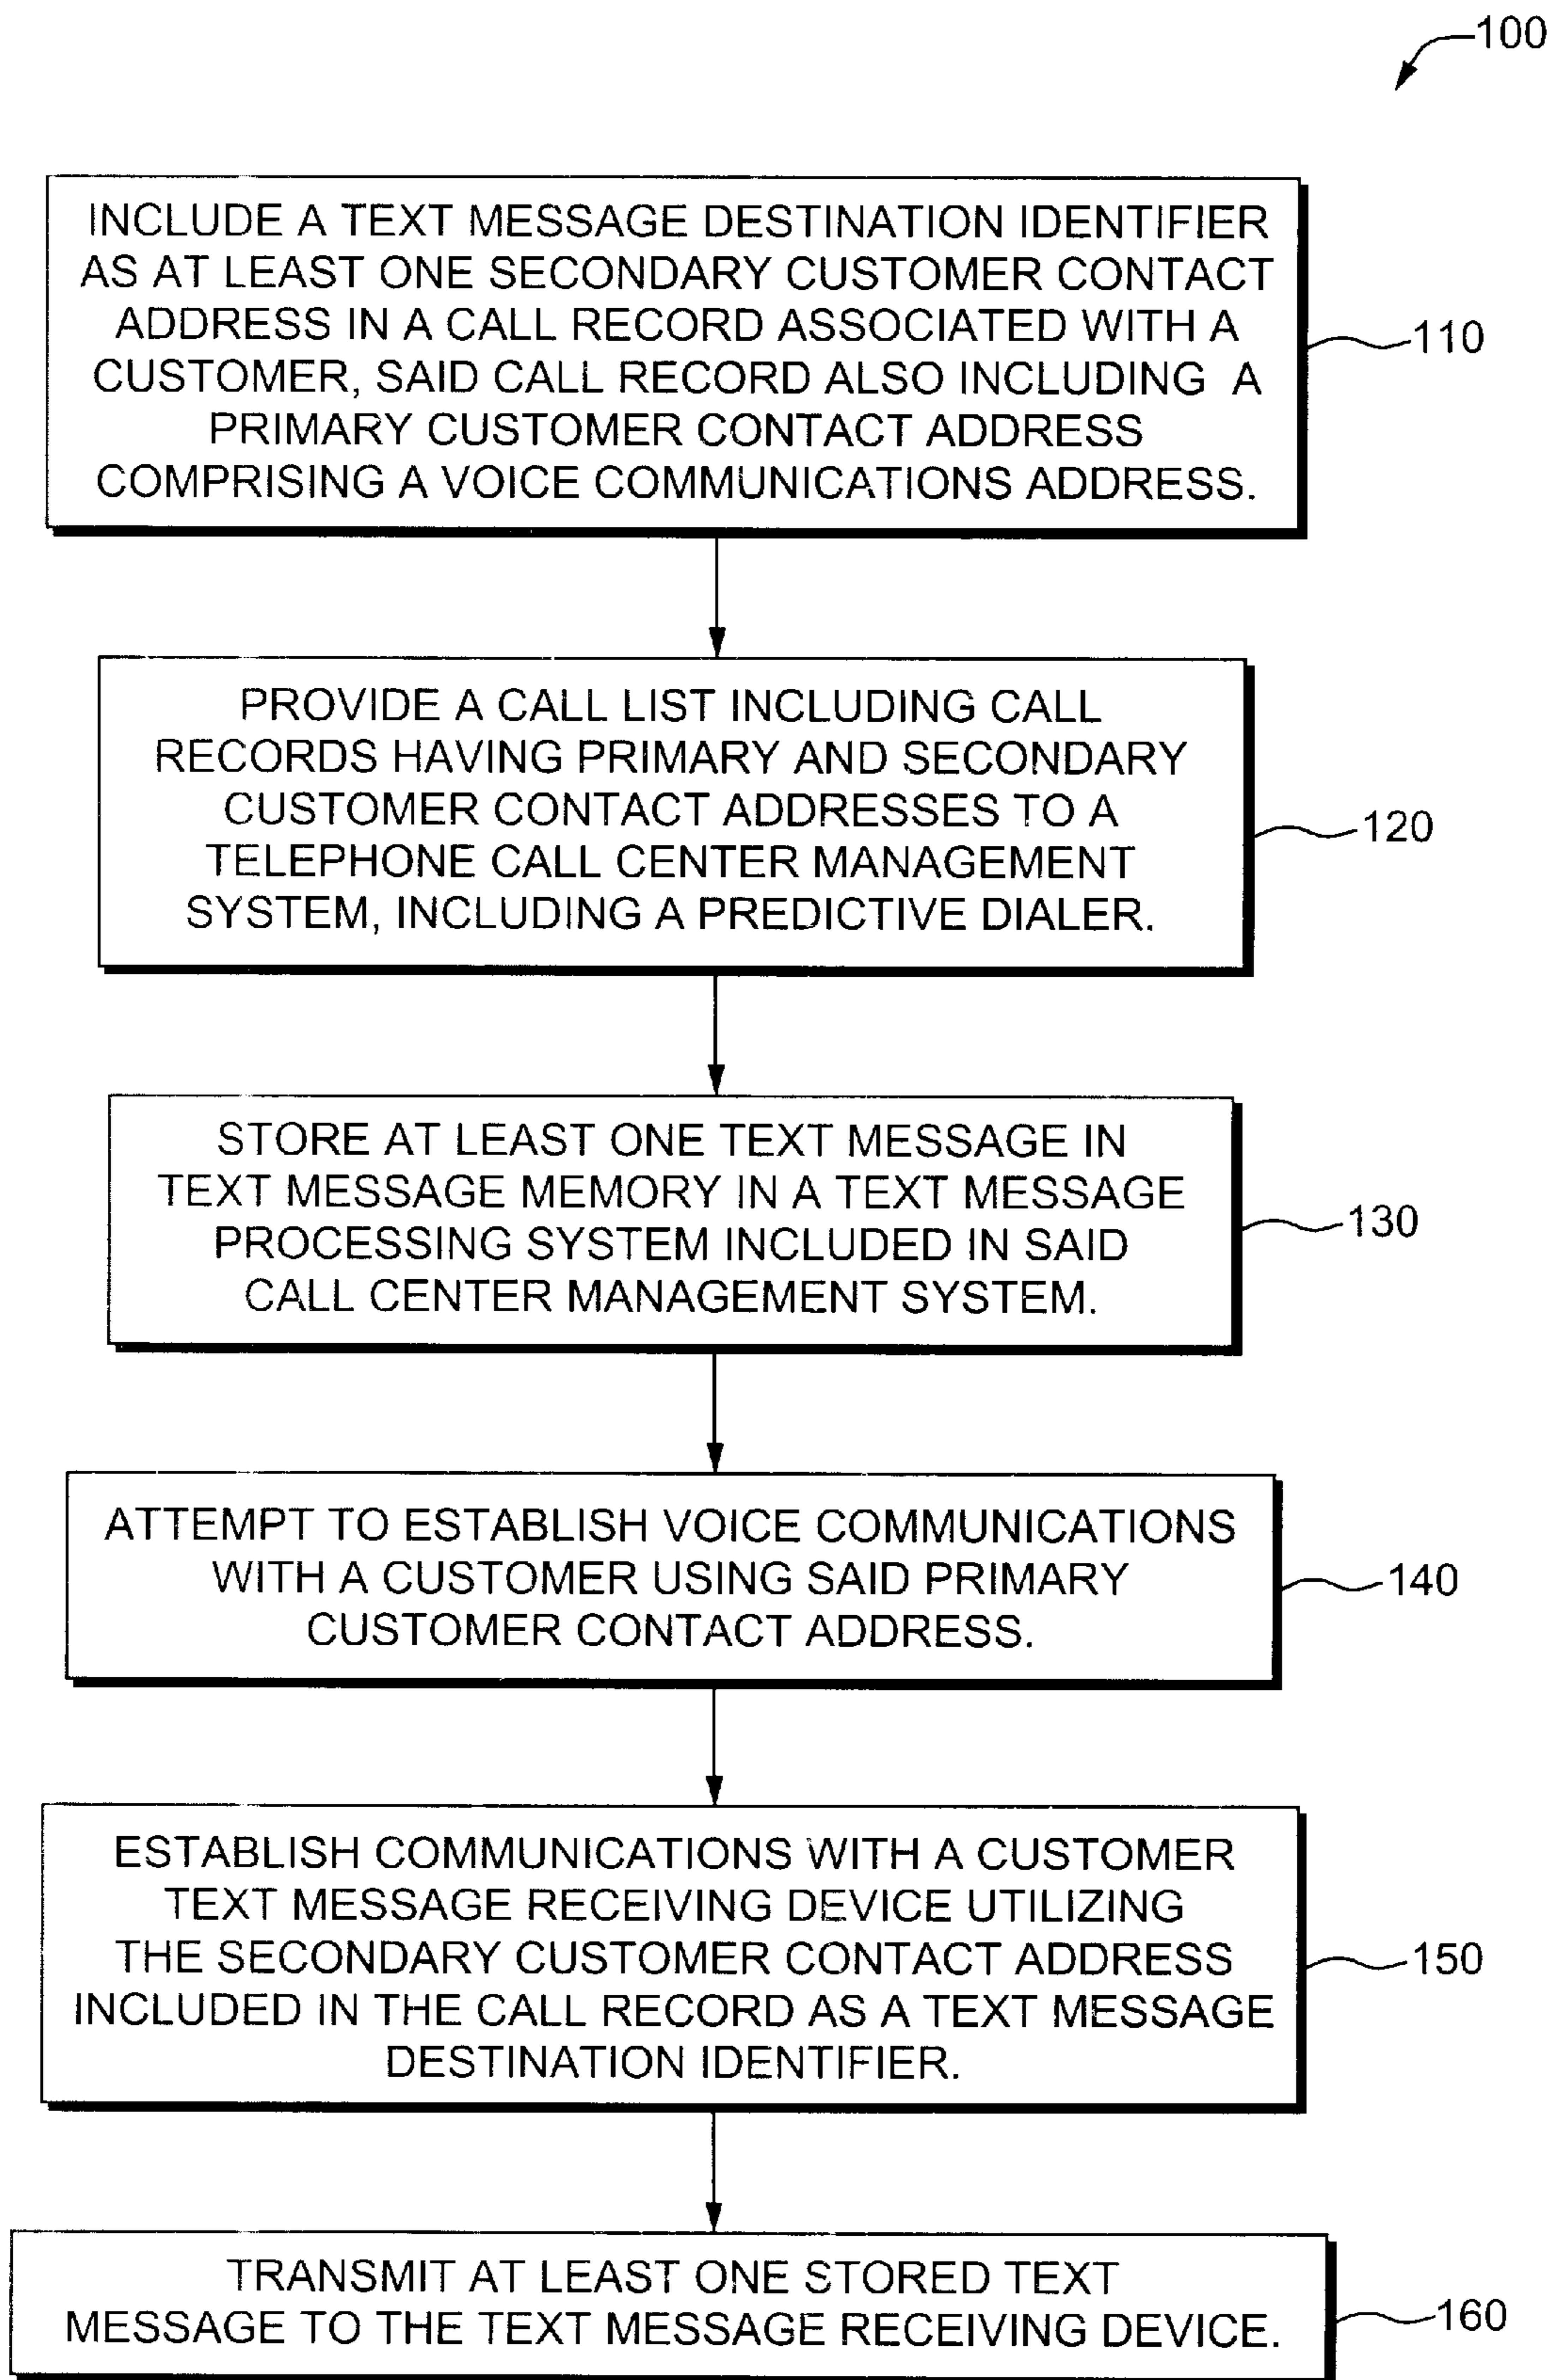 100
INCLUDE A TEXT MESSAGE DESTINATION IDENTIFIER
AS AT LEAST ONE SECONDARY CUSTOMER CONTACT
ADDRESS IN A CALL RECORD ASSOCIATED WITH A
CUSTOMER, SAID CALL RECORD ALSO INCLUDING A
PRIMARY CUSTOMER CONTACT ADDRESS
COMPRISING A VOICE COMMUNICATIONS ADDRESS.
110
PROVIDE A CALL LIST INCLUDING CALL
RECORDS HAVING PRIMARY AND SECONDARY
CUSTOMER CONTACT ADDRESSES TO A
TELEPHONE CALL CENTER MANAGEMENT
SYSTEM, INCLUDING A PREDICTIVE DIALER.
120
STORE AT LEAST ONE TEXT MESSAGE IN
TEXT MESSAGE MEMORY IN A TEXT MESSAGE
PROCESSING SYSTEM INCLUDED IN SAID
CALL CENTER MANAGEMENT SYSTEM.
130
ATTEMPT TO ESTABLISH VOICE COMMUNICATIONS
WITH A CUSTOMER USING SAID PRIMARY
CUSTOMER CONTACT ADDRESS.
140
ESTABLISH COMMUNICATIONS WITH A CUSTOMER
TEXT MESSAGE RECEIVING DEVICE UTILIZING
THE SECONDARY CUSTOMER CONTACT ADDRESS
INCLUDED IN THE CALL RECORD AS A TEXT MESSAGE
DESTINATION IDENTIFIER.
150
TRANSMIT AT LEAST ONE STORED TEXT
MESSAGE TO THE TEXT MESSAGE RECEIVING DEVICE.
160